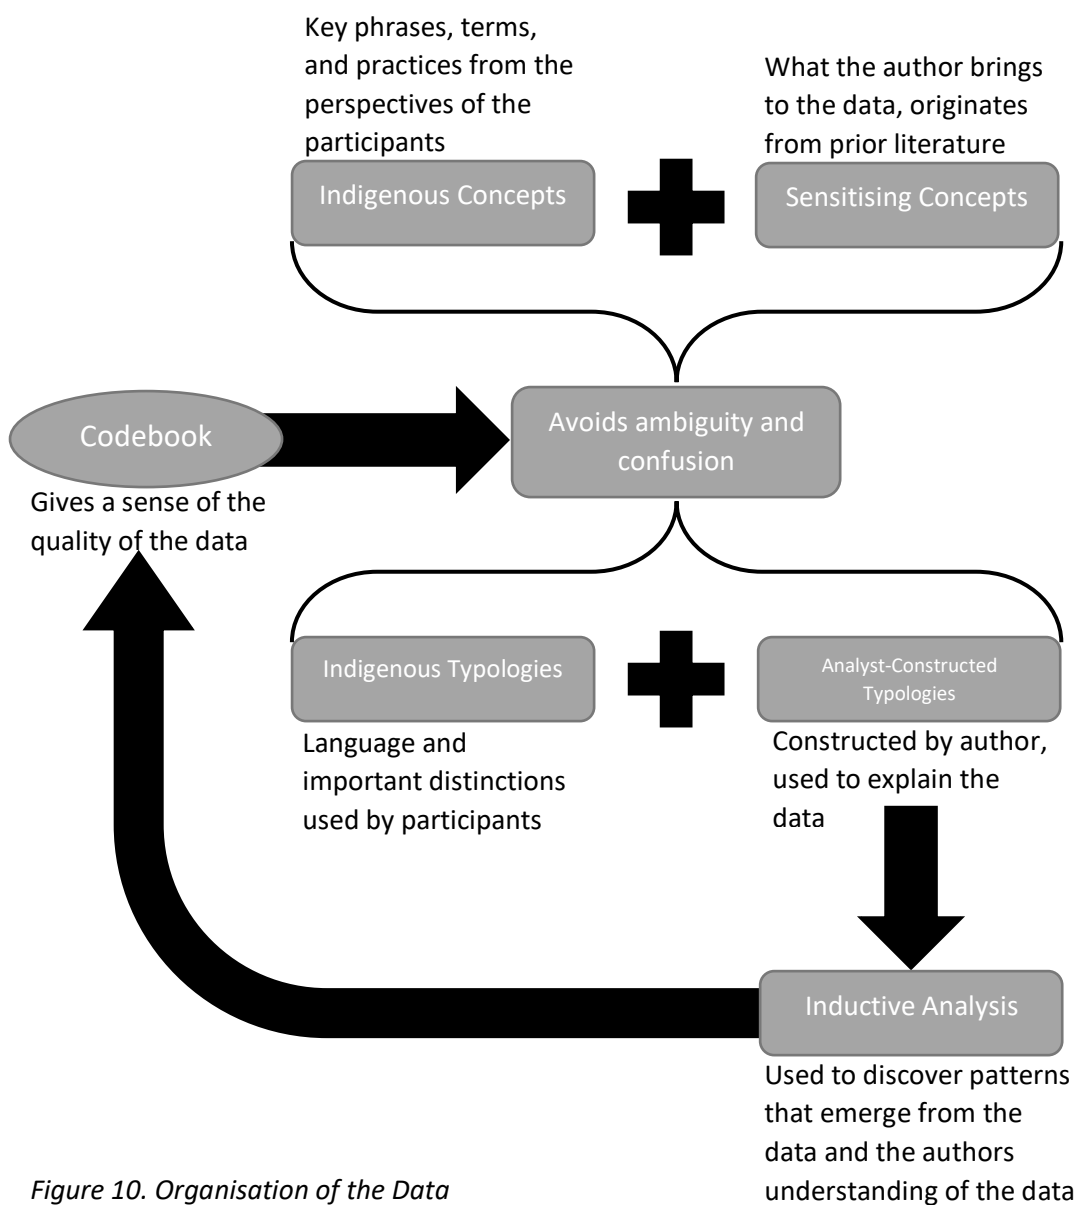 Key phrases, terms,
and practices from the
perspectives of the
participants
What the author brings
to the data, originates
from prior literature
Indigenous Concepts
Sensitising Concepts
Avoids ambiguity and
confusion
Codebook
Gives a sense of the
quality of the data
Indigenous Typologies
Analyst-Constructed
Typologies
Language and
important distinctions
used by participants
Constructed by author,
used to explain the
data
Inductive Analysis
Used to discover patterns
that emerge from the
data and the authors
understanding of the data
Figure 10. Organisation of the Data